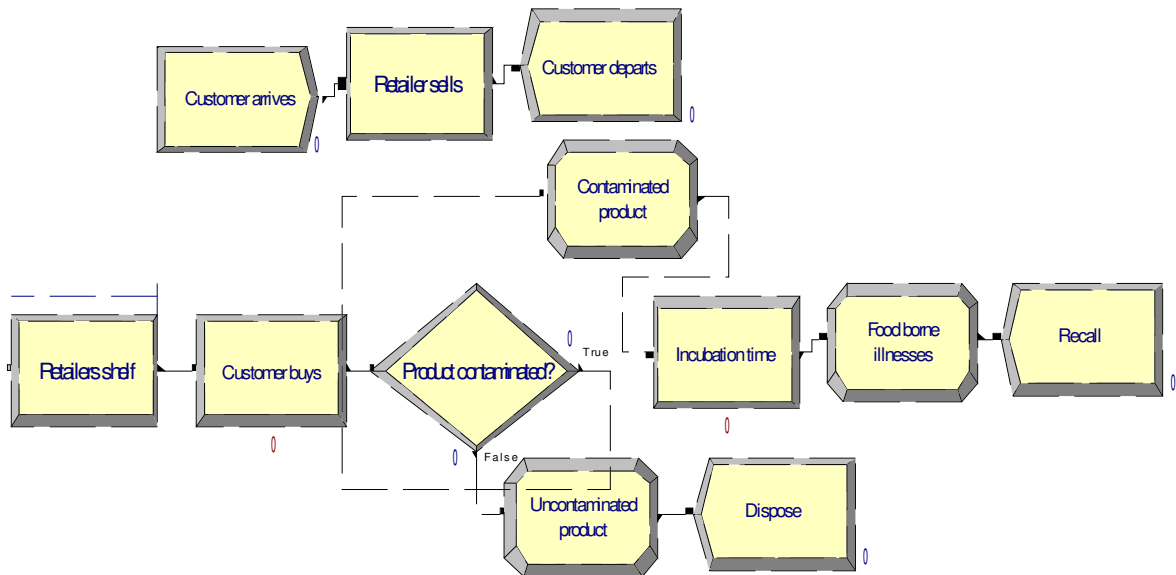 Customer arrives
Retailer sells
Customer departs
0
0
Contaminated
product
Retailers shelf
Customer buys
0
Product contaminated?
0
True
0
False
Incubation time
0
Food borne
illnesses
Recall
0
Uncontaminated
product
Dispose
0